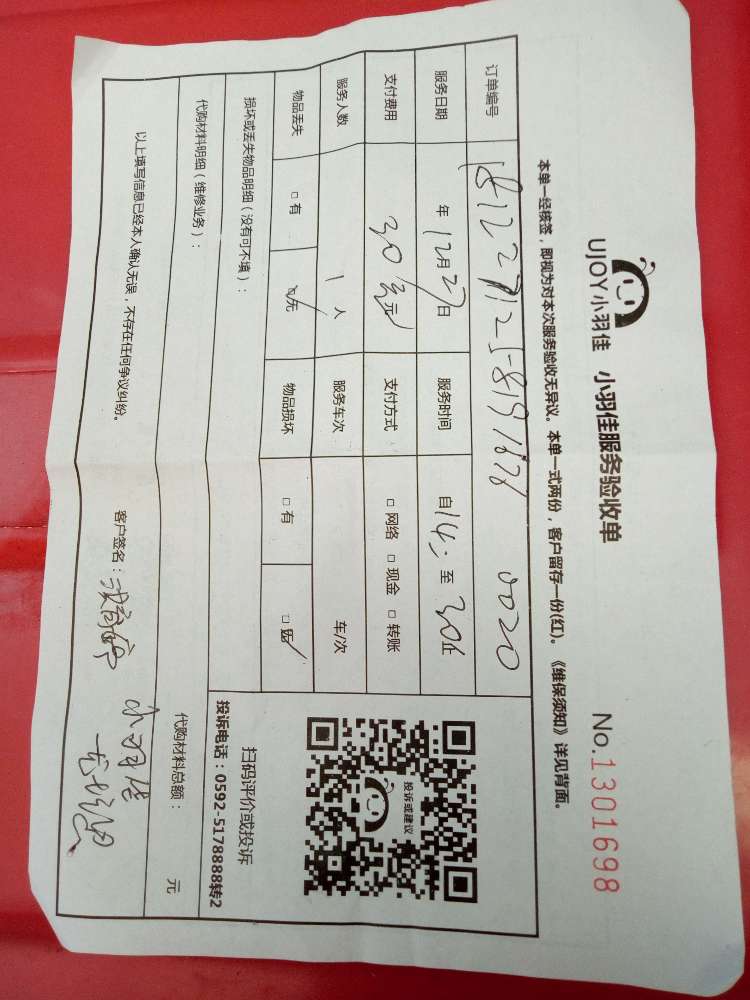 UJOY小羽佳 小羽佳服务验收单 No.1301698
本单一经核签，即视为对本次服务验收无异议。本单一式两份，客户留存一份(红)。《维保须知》详见背面。
订单编号 0020
服务日期 年12月27日 服务时间 自14: 至
支付费用 30元 支付方式 □ 网络 □ 现金 □ 转账
服务人数 1人 服务车次 车/次
物品丢失 □ 有 □ 无 物品损坏 □ 有 □ 无
损坏或丢失物品明细（没有可不填）：
代购材料明细（维修业务）：
代购材料总额： 元
投诉或建议
扫码评价或投诉
投诉电话：0592-5178888转2
以上填写信息已经本人确认无误，不存在任何争议纠纷。 客户签名：
小羽佳